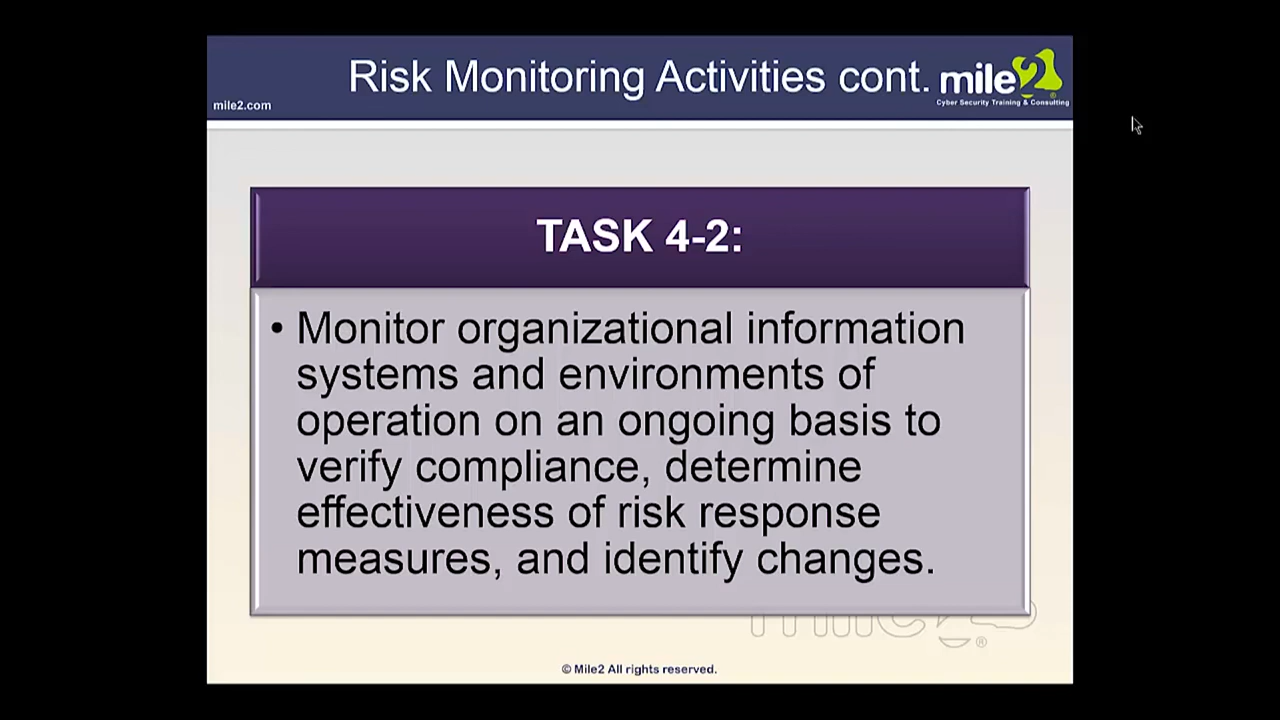 Risk Monitoring Activities cont.
mile2
Cyber Security Training & Consulting
mile2.com
TASK 4-2:
• Monitor organizational information
systems and environments of
operation on an ongoing basis to
verify compliance, determine
effectiveness of risk response
measures, and identify changes.
mile2®
© Mile2 All rights reserved.